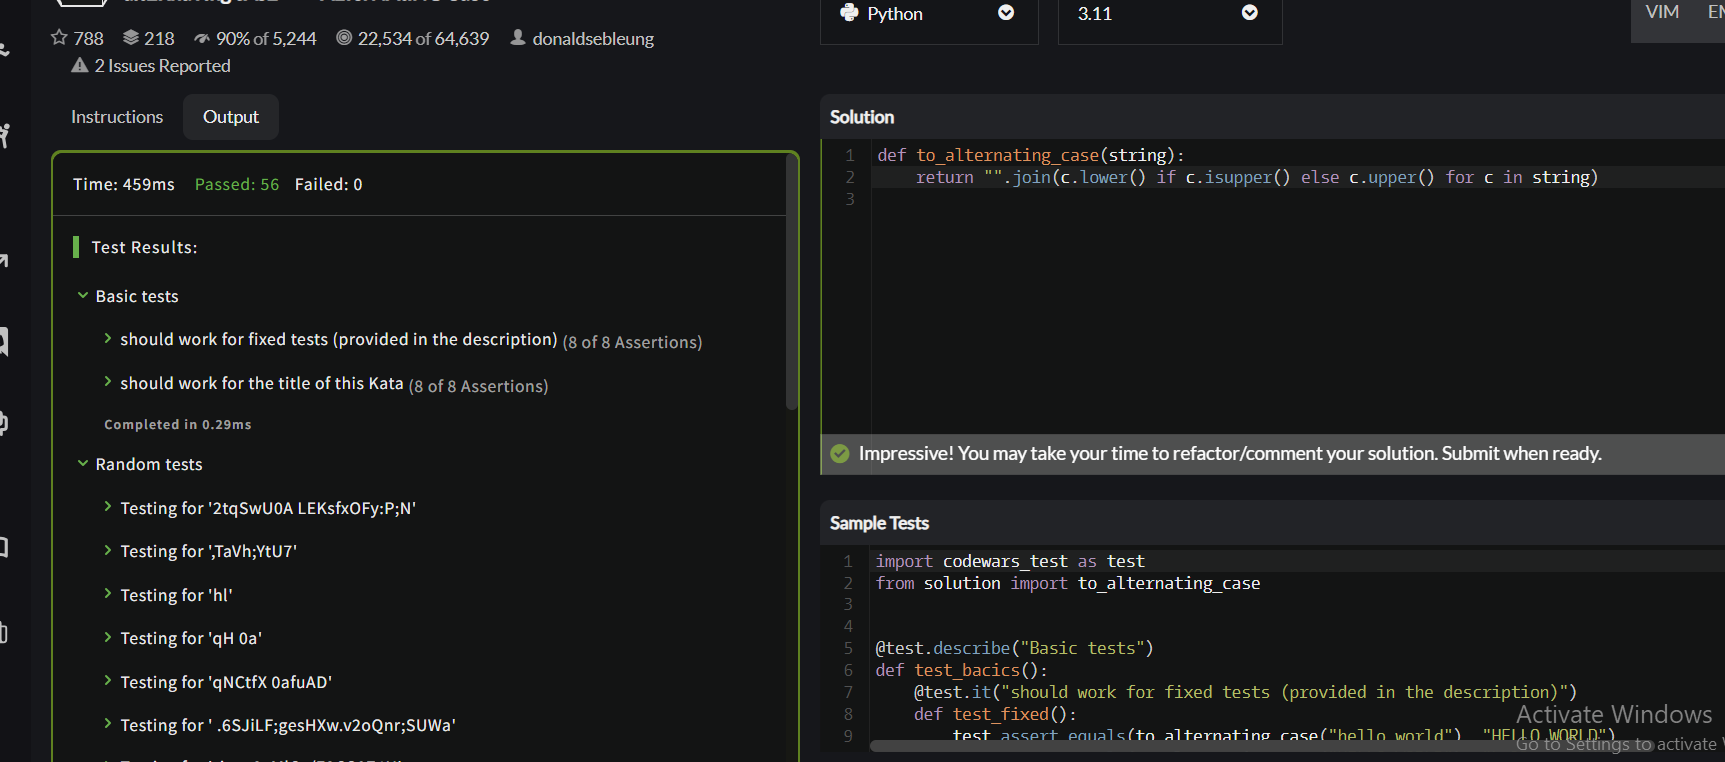 788 218 90% of 5,244 22,534 of 64,639 donaldsebleung
2 Issues Reported
Instructions Output
Time: 459ms Passed: 56 Failed: 0
Test Results:
Basic tests
should work for fixed tests (provided in the description) (8 of 8 Assertions)
should work for the title of this Kata (8 of 8 Assertions)
Completed in 0.29ms
Random tests
Testing for '2tqSwU0A LEKsfxOFy:P;N'
Testing for ',TaVh;YtU7'
Testing for 'hl'
Testing for 'qH 0a'
Testing for 'qNCtfX 0afuAD'
Testing for ' .6SJiLF;gesHXw.v2oQnr;SUWa'
Python 3.11
VIM EM
Solution
1 def to_alternating_case(string):
2 return "".join(c.lower() if c.isupper() else c.upper() for c in string)
3
Impressive! You may take your time to refactor/comment your solution. Submit when ready.
Sample Tests
1 import codewars_test as test
2 from solution import to_alternating_case
3
4
5 @test.describe("Basic tests")
6 def test_bacics():
7 @test.it("should work for fixed tests (provided in the description)")
8 def test_fixed():
9 test.assert_equals(to_alternating_case("hello world"), "HELLO WORLD")
Activate Windows
Go to Settings to activate